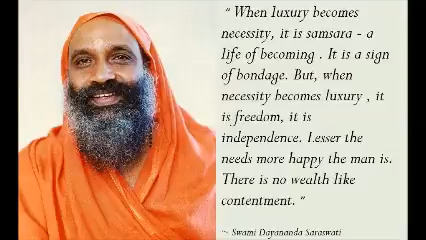 " When luxury becomes
necessity, it is samsara - a
life of becoming . It is a sign
of bondage. But, when
necessity becomes luxury , it
is freedom, it is
independence. Lesser the
needs more happy the man is.
There is no wealth like
contentment. "
~ Swami Dayananda Saraswati